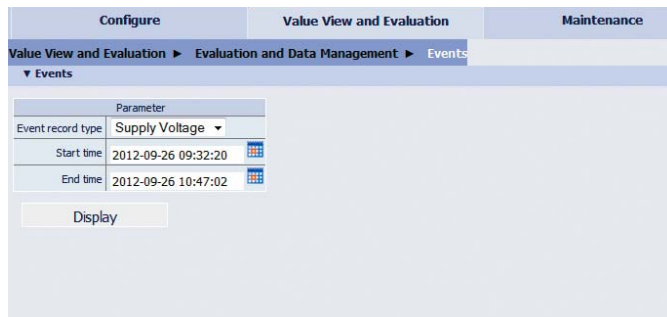 Configure Value View and Evaluation Maintenance
Value View and Evaluation ► Evaluation and Data Management ► Events
▼ Events
Parameter
Event record type Supply Voltage ▼
Start time 2012-09-26 09:32:20
End time 2012-09-26 10:47:02
Display